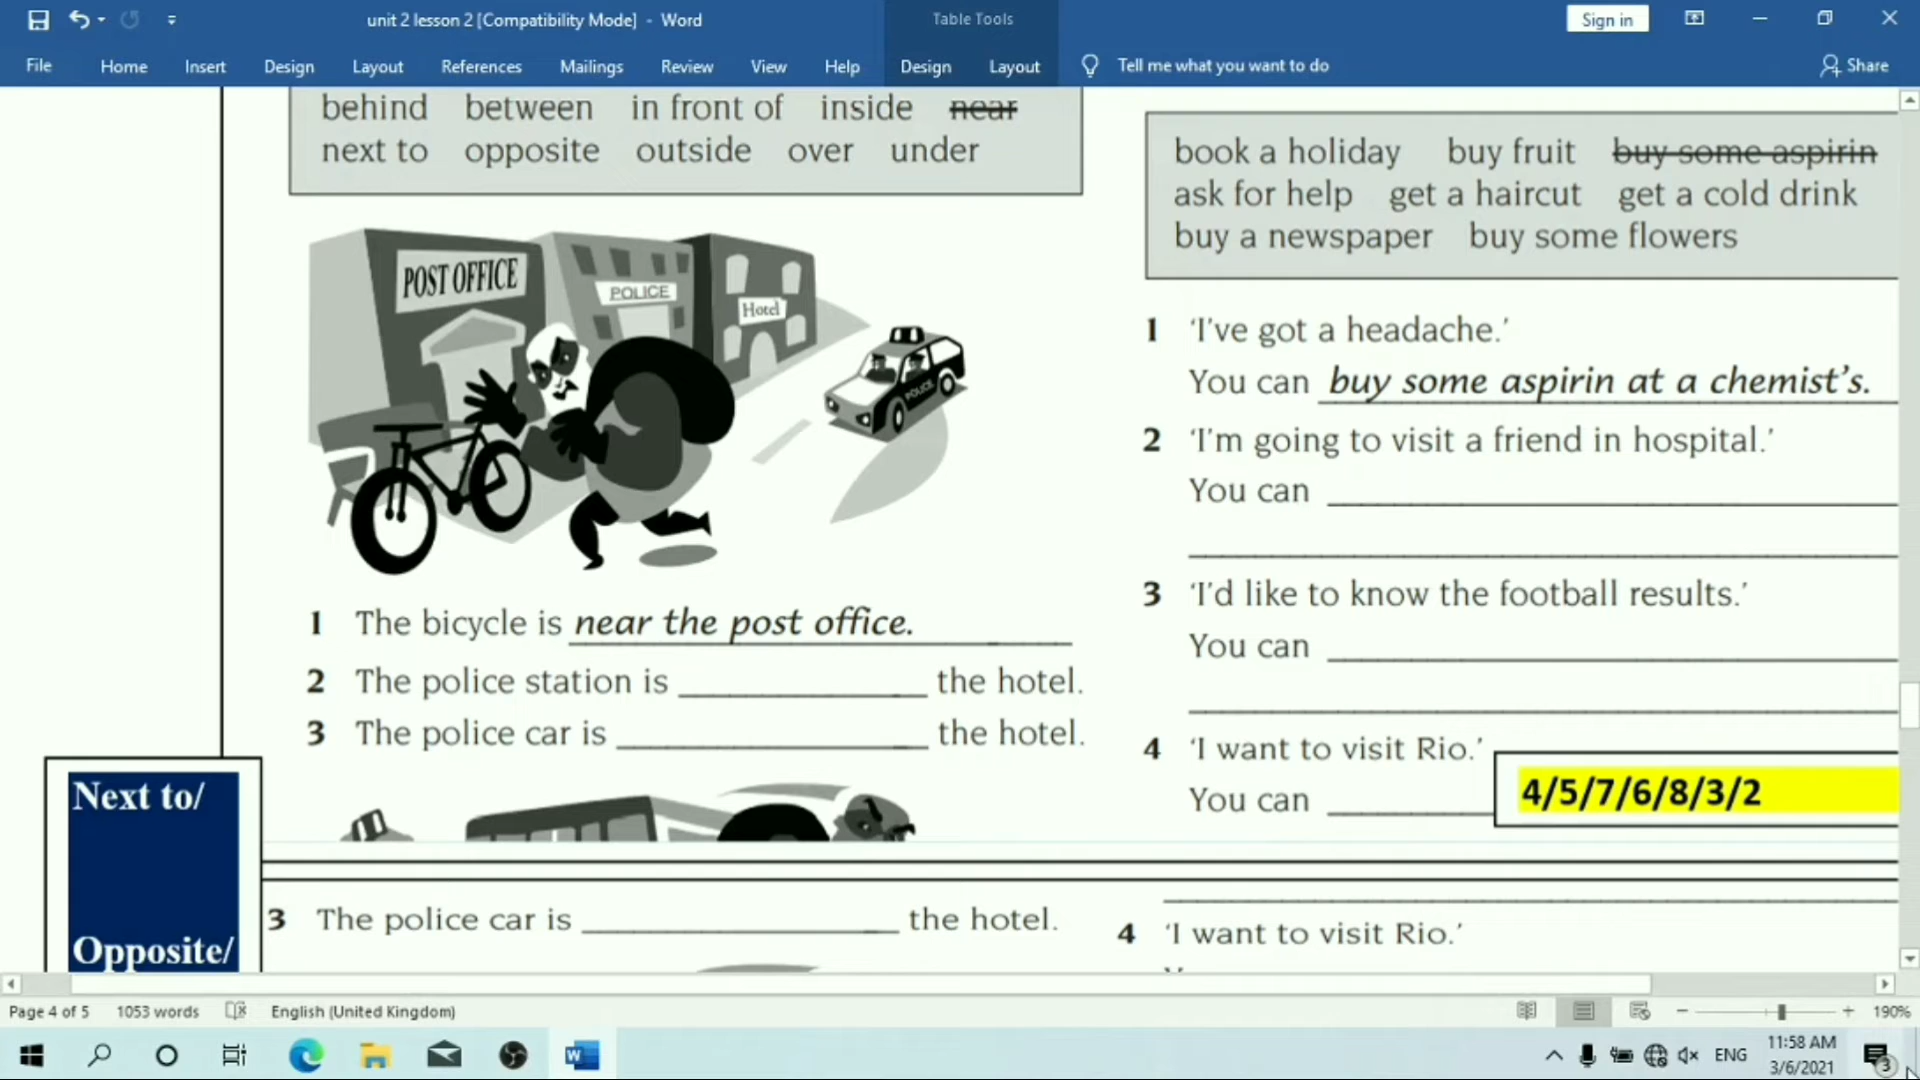 unit 2 lesson 2 [Compatibility Mode] - Word
Table Tools
Sign in
File Home Insert Design Layout References Mailings Review View Help Design Layout Tell me what you want to do Share
behind between in front of inside near
next to opposite outside over under
POST OFFICE
POLICE
Hotel
POLICE
1 The bicycle is near the post office.
2 The police station is ____________ the hotel.
3 The police car is ____________ the hotel.
book a holiday buy fruit buy some aspirin
ask for help get a haircut get a cold drink
buy a newspaper buy some flowers
1 ‘I’ve got a headache.’
You can buy some aspirin at a chemist’s.
2 ‘I’m going to visit a friend in hospital.’
You can ____________
3 ‘I’d like to know the football results.’
You can ____________
4 ‘I want to visit Rio.’
You can ____________
4/5/7/6/8/3/2
Next to/
Opposite/
3 The police car is ____________ the hotel.
4 ‘I want to visit Rio.’
Page 4 of 5 1053 words English (United Kingdom) 190%
ENG
11:58 AM
3/6/2021
3